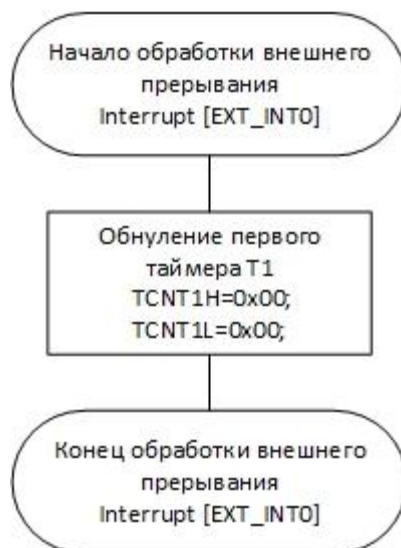 Начало обработки внешнего
прерывания
Interrupt [EXT_INT0]
Обнуление первого
таймера T1
TCNT1H=0x00;
TCNT1L=0x00;
Конец обработки внешнего
прерывания
Interrupt [EXT_INT0]